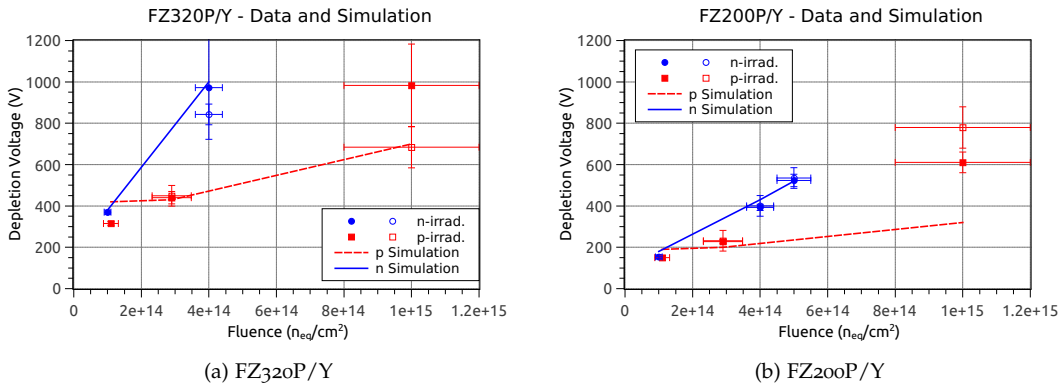 FZ320P/Y - Data and Simulation
1200
1000
800
600
400
200
0
Depletion Voltage (V)
n-irrad.
p-irrad.
p Simulation
n Simulation
0 2e+14 4e+14 6e+14 8e+14 1e+15 1.2e+15
Fluence (n_eq/cm²)
(a) FZ320P/Y
FZ200P/Y - Data and Simulation
1200
1000
800
600
400
200
0
Depletion Voltage (V)
n-irrad.
p-irrad.
p Simulation
n Simulation
0 2e+14 4e+14 6e+14 8e+14 1e+15 1.2e+15
Fluence (n_eq/cm²)
(b) FZ200P/Y